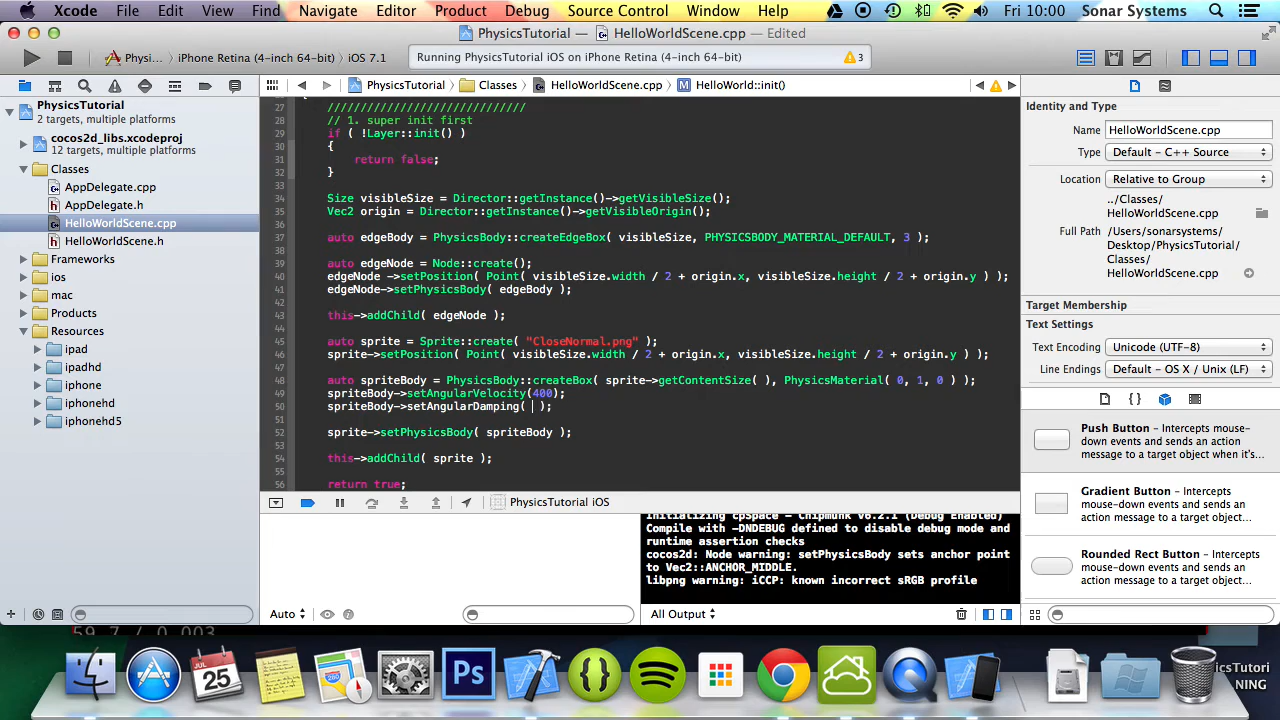 Xcode File Edit View Find Navigate Editor Product Debug Source Control Window Help Fri 10:00 Sonar Systems
PhysicsTutorial HelloWorldScene.cpp — Edited
Physi... iPhone Retina (4-inch 64-bit) iOS 7.1 Running PhysicsTutorial iOS on iPhone Retina (4-inch 64-bit) 3
PhysicsTutorial Classes HelloWorldScene.cpp M HelloWorld::init()
PhysicsTutorial
2 targets, multiple platforms
cocos2d_libs.xcodeproj
12 targets, multiple platforms
Classes
AppDelegate.cpp
AppDelegate.h
HelloWorldScene.cpp
HelloWorldScene.h
Frameworks
ios
mac
Products
Resources
ipad
ipadhd
iphone
iphonehd
iphonehd5
27 //////////////////////////////
28 // 1. super init first
29 if ( !Layer::init() )
30 {
31 return false;
32 }
33
34 Size visibleSize = Director::getInstance()->getVisibleSize();
35 Vec2 origin = Director::getInstance()->getVisibleOrigin();
36
37 auto edgeBody = PhysicsBody::createEdgeBox( visibleSize, PHYSICSBODY_MATERIAL_DEFAULT, 3 );
38
39 auto edgeNode = Node::create();
40 edgeNode ->setPosition( Point( visibleSize.width / 2 + origin.x, visibleSize.height / 2 + origin.y ) );
41 edgeNode->setPhysicsBody( edgeBody );
42
43 this->addChild( edgeNode );
44
45 auto sprite = Sprite::create( "CloseNormal.png" );
46 sprite->setPosition( Point( visibleSize.width / 2 + origin.x, visibleSize.height / 2 + origin.y ) );
47
48 auto spriteBody = PhysicsBody::createBox( sprite->getContentSize( ), PhysicsMaterial( 0, 1, 0 ) );
49 spriteBody->setAngularVelocity(400);
50 spriteBody->setAngularDamping( );
51
52 sprite->setPhysicsBody( spriteBody );
53
54 this->addChild( sprite );
55
56 return true;
PhysicsTutorial iOS
Initializing cpSpace - Chipmunk v6.2.1 (Debug Enabled)
Compile with -DNDEBUG defined to disable debug mode and
runtime assertion checks
cocos2d: Node warning: setPhysicsBody sets anchor point
to Vec2::ANCHOR_MIDDLE.
libpng warning: iCCP: known incorrect sRGB profile
Auto All Output
Identity and Type
Name HelloWorldScene.cpp
Type Default - C++ Source
Location Relative to Group
../Classes/
HelloWorldScene.cpp
Full Path /Users/sonarsystems/
Desktop/PhysicsTutorial/
Classes/
HelloWorldScene.cpp
Target Membership
Text Settings
Text Encoding Unicode (UTF-8)
Line Endings Default - OS X / Unix (LF)
Push Button - Intercepts
mouse-down events and sends an
action message to a target object
when it's...
Gradient Button - Intercepts
mouse-down events and sends an
action message to a target object...
Rounded Rect Button - Intercepts
mouse-down events and sends an
action message to a target object...
59.7 / 0.003
JUL
25
260
Ps
icsTutori
NING